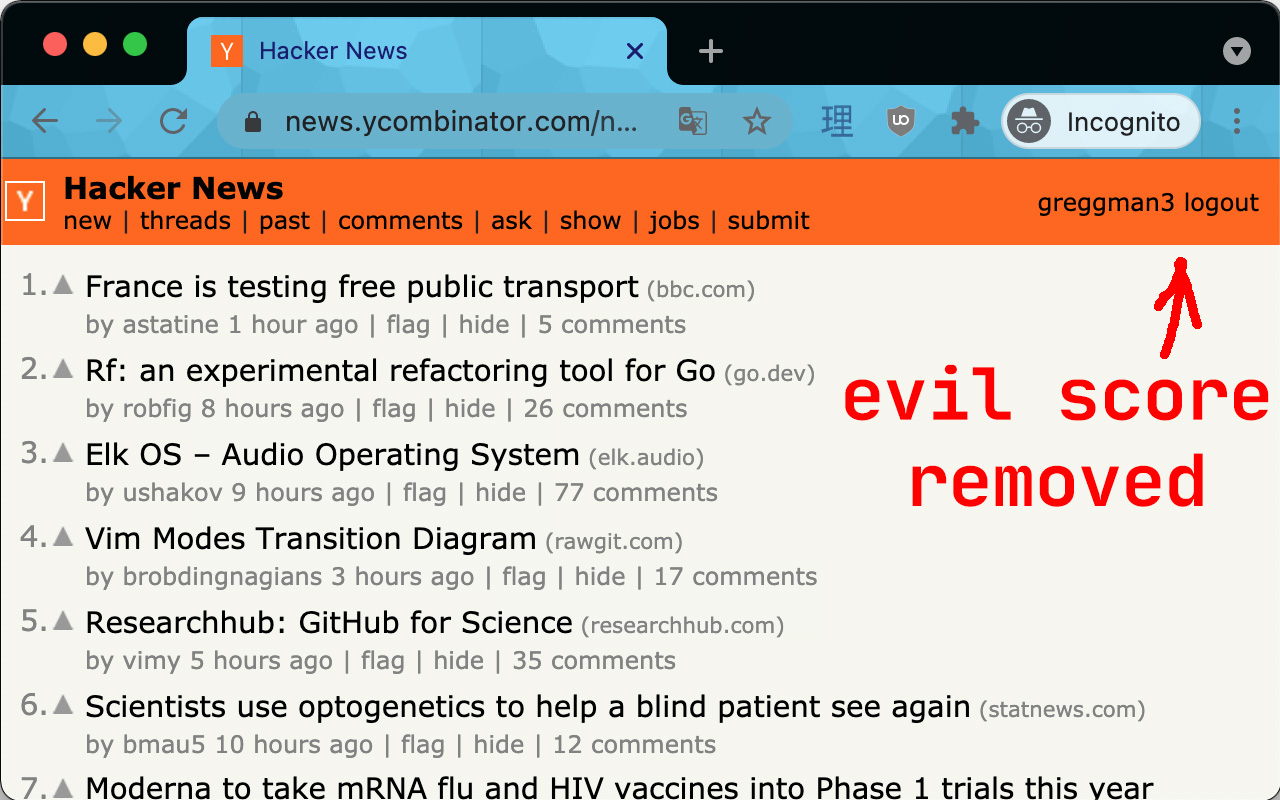 Y Hacker News
news.ycombinator.com/n... 理 UO Incognito
Y Hacker News
new | threads | past | comments | ask | show | jobs | submit
greggman3 logout
1. France is testing free public transport (bbc.com)
by astatine 1 hour ago | flag | hide | 5 comments
2. Rf: an experimental refactoring tool for Go (go.dev)
by robfig 8 hours ago | flag | hide | 26 comments
evil score
removed
3. Elk OS – Audio Operating System (elk.audio)
by ushakov 9 hours ago | flag | hide | 77 comments
4. Vim Modes Transition Diagram (rawgit.com)
by brobdingnagians 3 hours ago | flag | hide | 17 comments
5. Researchhub: GitHub for Science (researchhub.com)
by vimy 5 hours ago | flag | hide | 35 comments
6. Scientists use optogenetics to help a blind patient see again (statnews.com)
by bmau5 10 hours ago | flag | hide | 12 comments
7. Moderna to take mRNA flu and HIV vaccines into Phase 1 trials this year